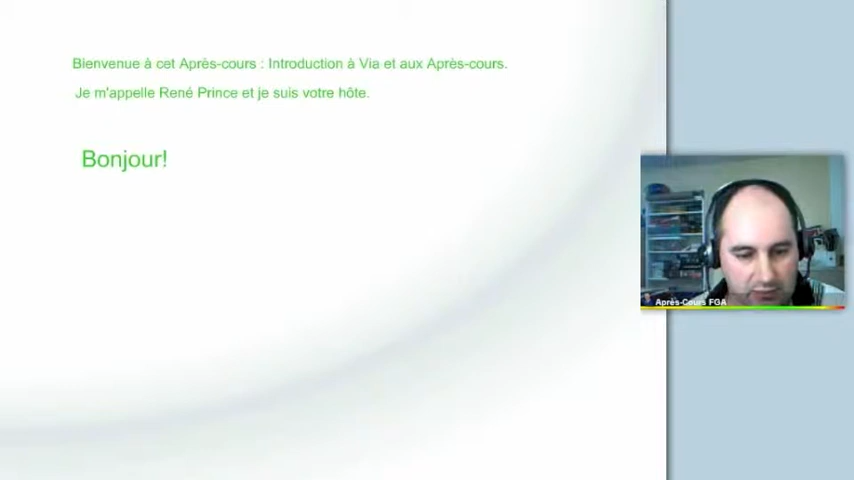 Bienvenue à cet Après-cours : Introduction à Via et aux Après-cours.
Je m'appelle René Prince et je suis votre hôte.
Bonjour!
Après-Cours FGA